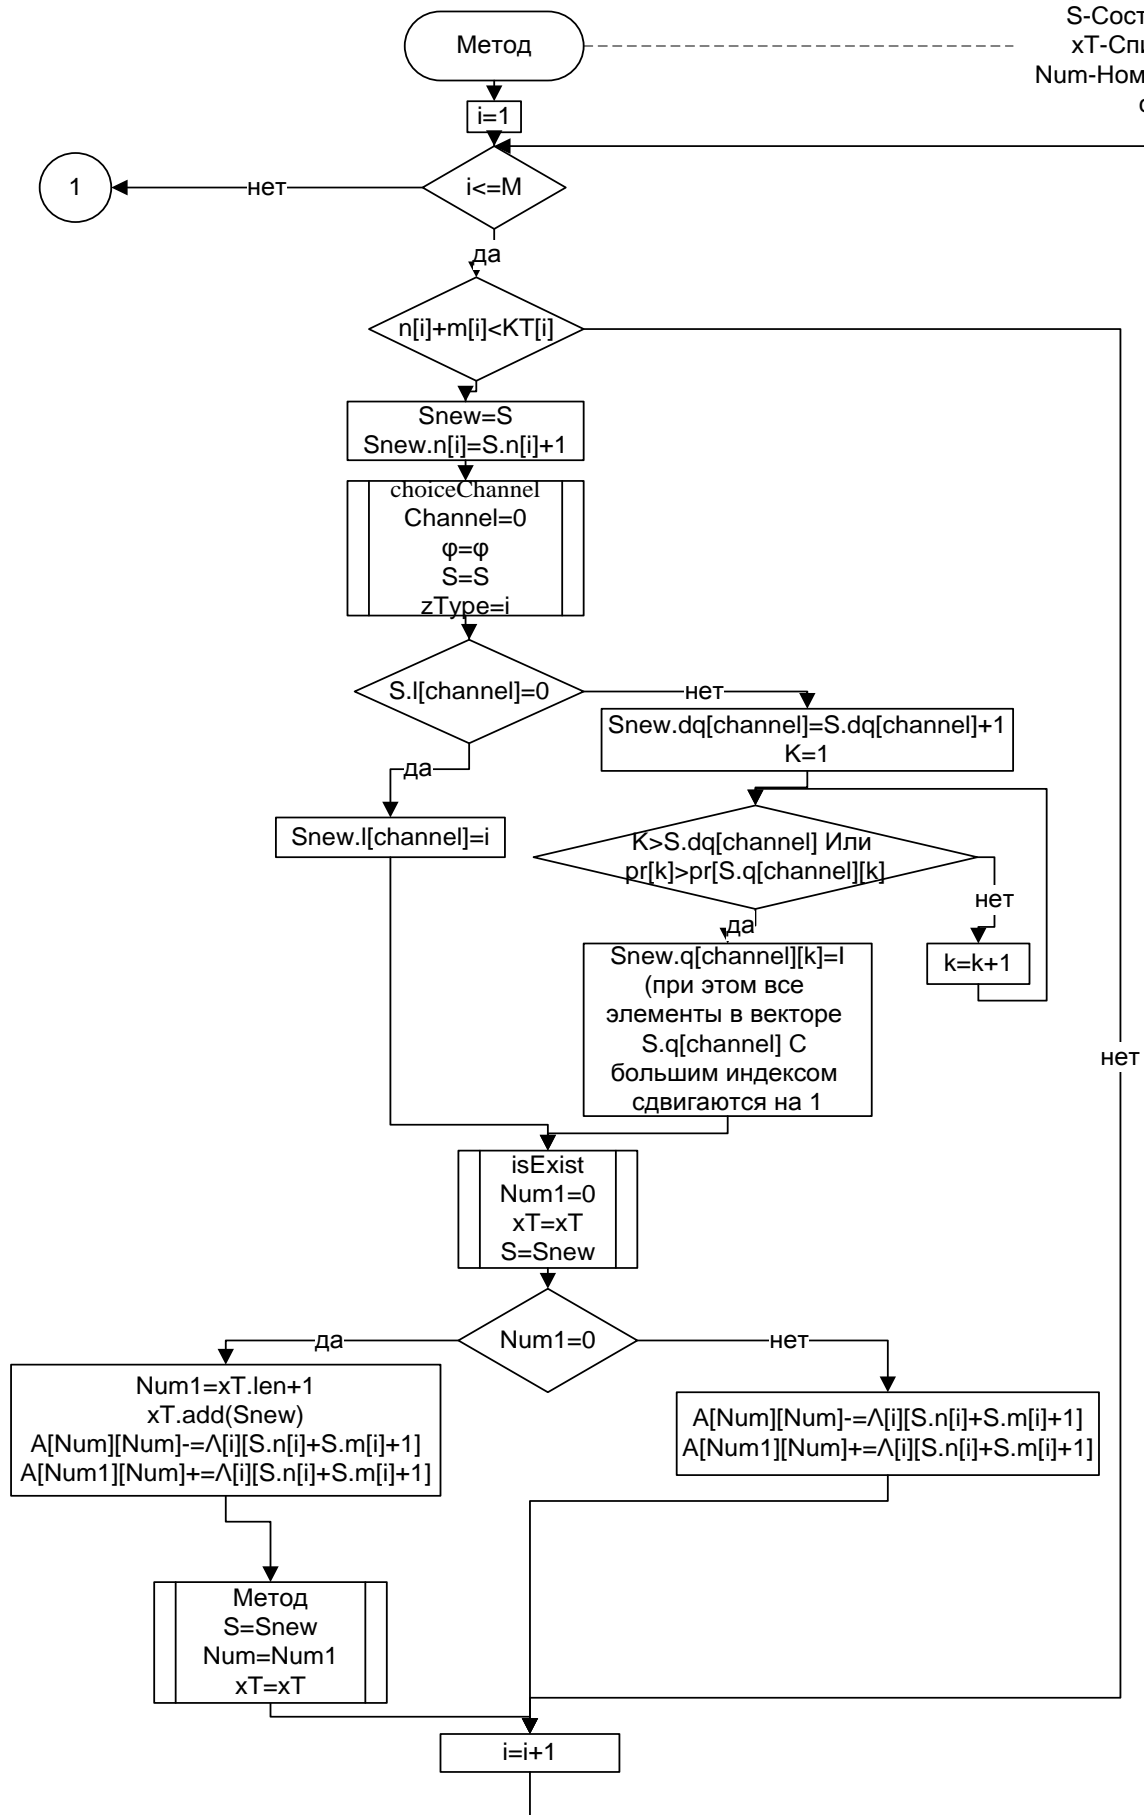 Метод
S-Сост
xT-Спи
Num-Ном
i=1
1
нет
i<=M
да
n[i]+m[i]<KT[i]
Snew=S
Snew.n[i]=S.n[i]+1
choiceChannel
Channel=0
φ=φ
S=S
zType=i
S.l[channel]=0
нет
Snew.dq[channel]=S.dq[channel]+1
K=1
да
Snew.l[channel]=i
K>S.dq[channel] Или
pr[k]>pr[S.q[channel][k]
нет
да
k=k+1
Snew.q[channel][k]=I
(при этом все
элементы в векторе
S.q[channel] С
большим индексом
сдвигаются на 1
нет
isExist
Num1=0
xT=xT
S=Snew
да
Num1=0
нет
Num1=xT.len+1
xT.add(Snew)
A[Num][Num]-=Λ[i][S.n[i]+S.m[i]+1]
A[Num1][Num]+=Λ[i][S.n[i]+S.m[i]+1]
A[Num][Num]-=Λ[i][S.n[i]+S.m[i]+1]
A[Num1][Num]+=Λ[i][S.n[i]+S.m[i]+1]
Метод
S=Snew
Num=Num1
xT=xT
i=i+1